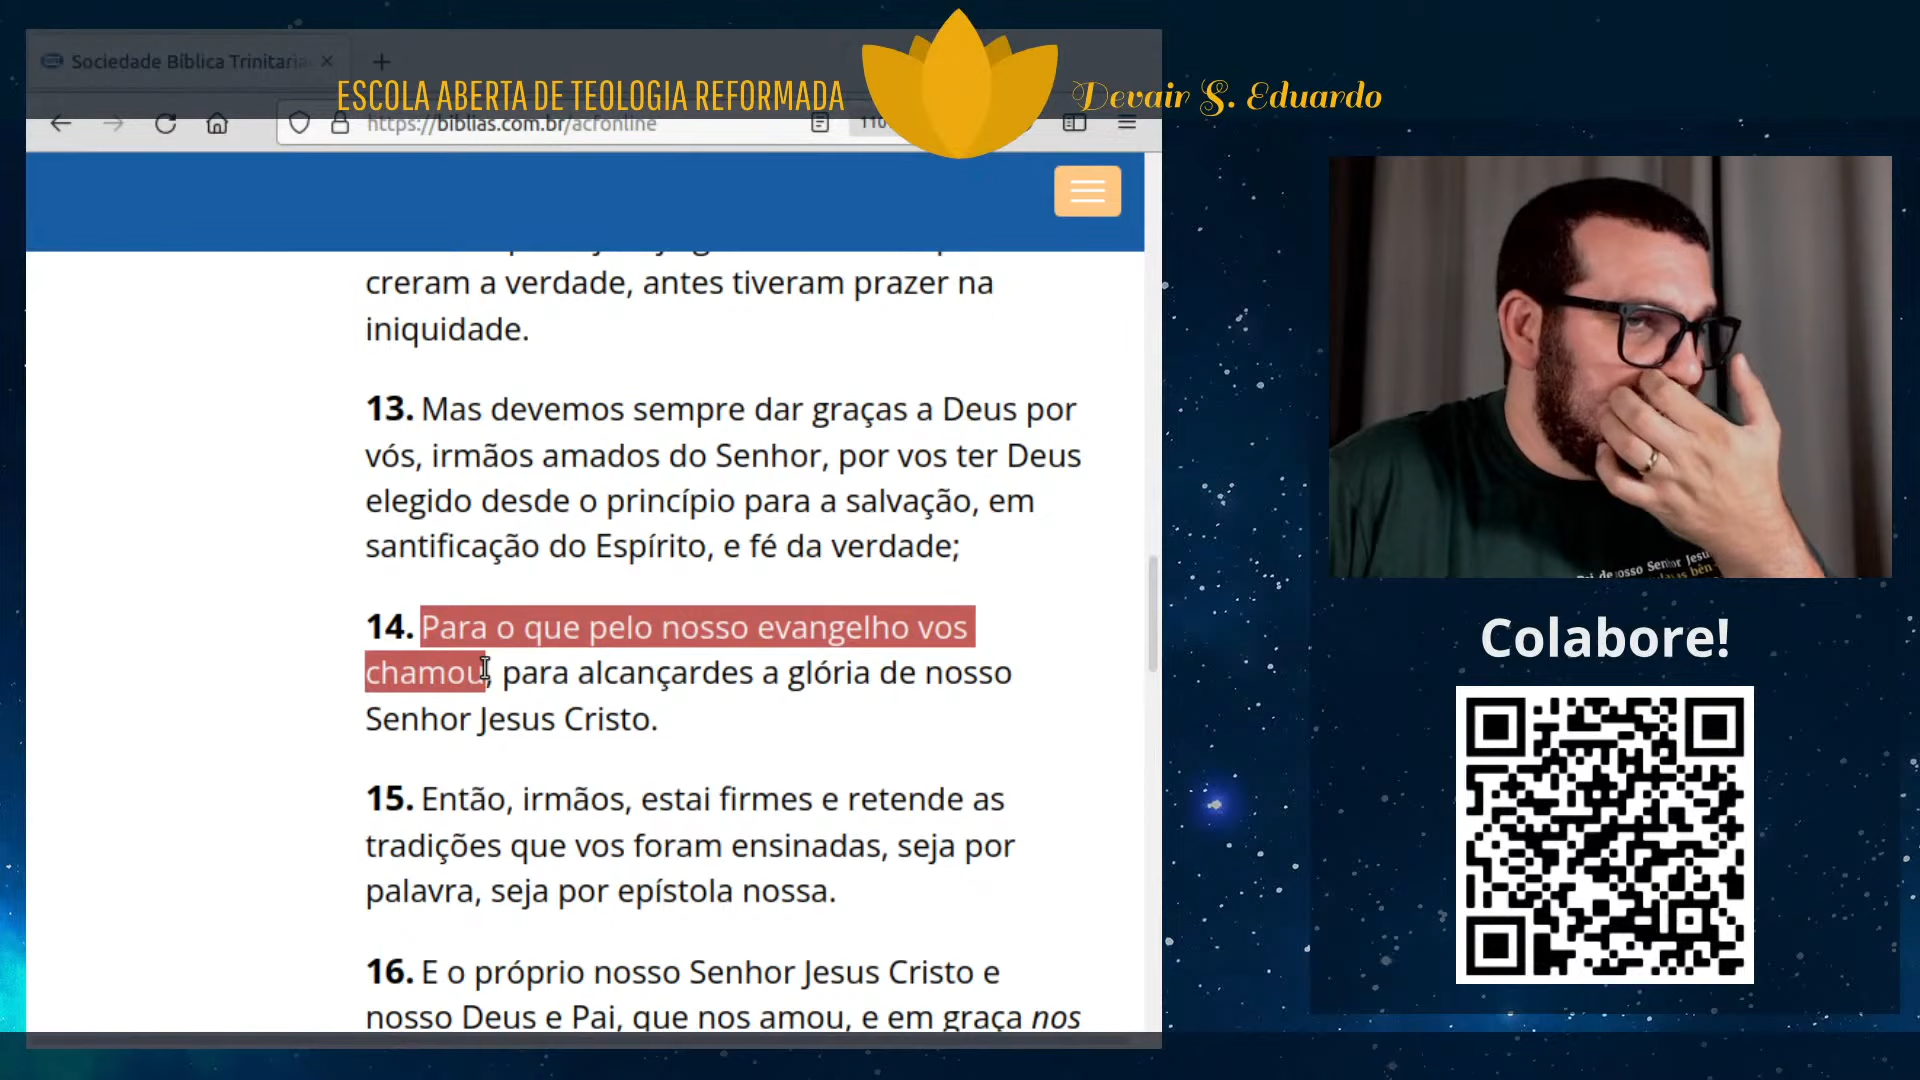 Sociedade Bíblica Trinitaria
ESCOLA ABERTA DE TEOLOGIA REFORMADA
Devair S. Eduardo
https://biblias.com.br/acfonline
110
creram a verdade, antes tiveram prazer na
iniquidade.
13. Mas devemos sempre dar graças a Deus por
vós, irmãos amados do Senhor, por vos ter Deus
elegido desde o princípio para a salvação, em
santificação do Espírito, e fé da verdade;
14. Para o que pelo nosso evangelho vos
chamou, para alcançardes a glória de nosso
Senhor Jesus Cristo.
15. Então, irmãos, estai firmes e retende as
tradições que vos foram ensinadas, seja por
palavra, seja por epístola nossa.
16. E o próprio nosso Senhor Jesus Cristo e
nosso Deus e Pai, que nos amou, e em graça nos
osso Senhor Jesu
bên-
Colabore!